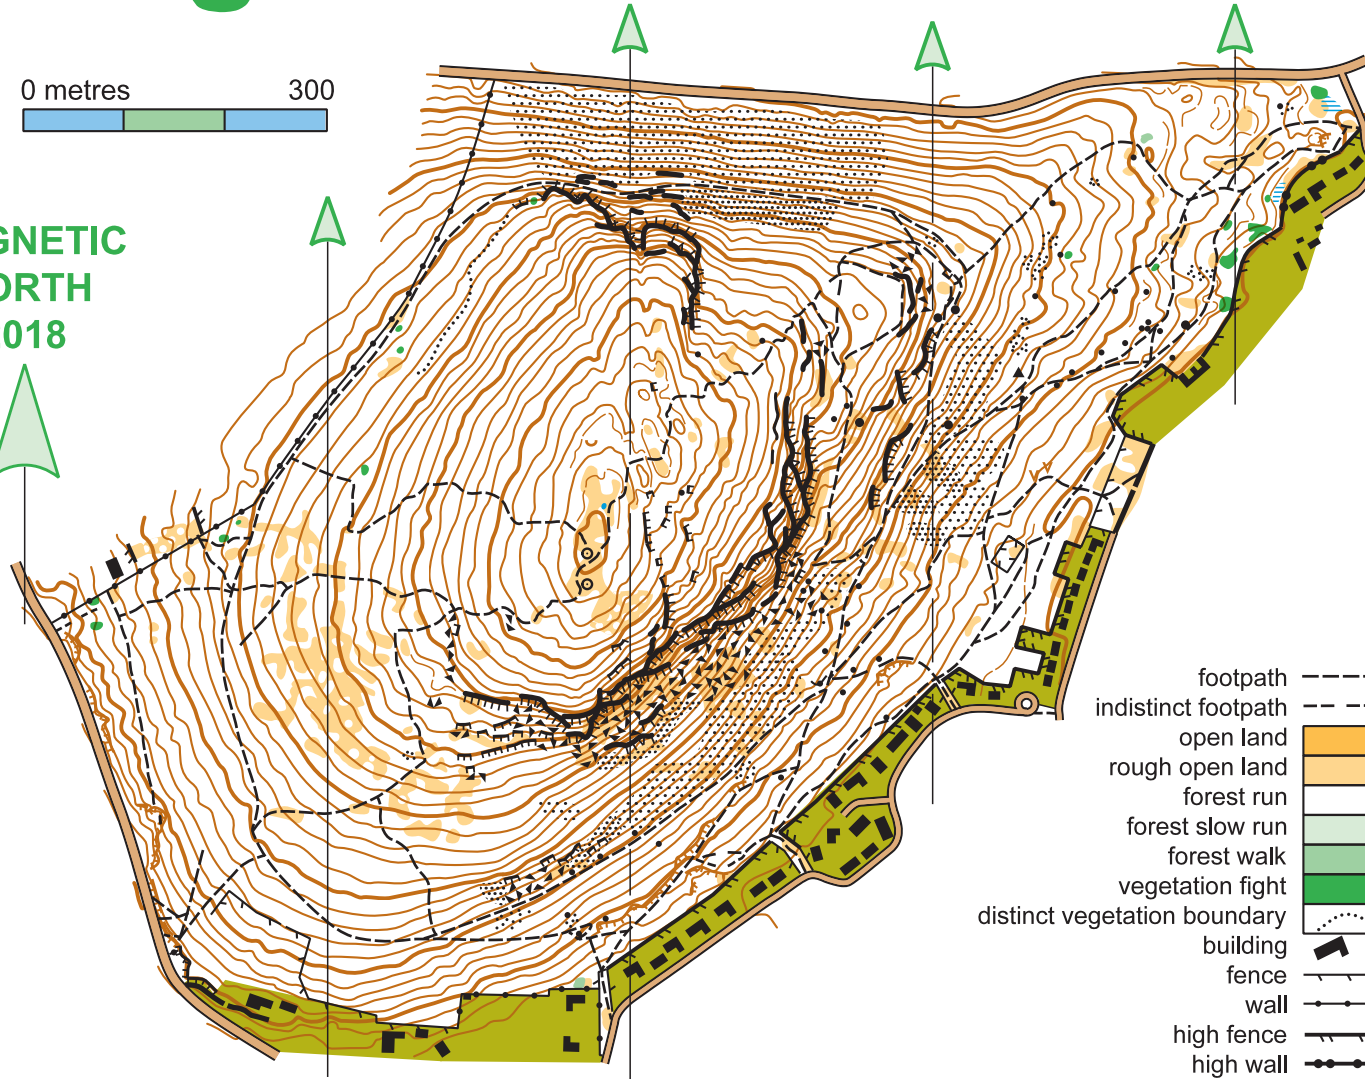 0 metres 300
GNETIC
ORTH
018
footpath
indistinct footpath
open land
rough open land
forest run
forest slow run
forest walk
vegetation fight
distinct vegetation boundary
building
fence
wall
high fence
high wall